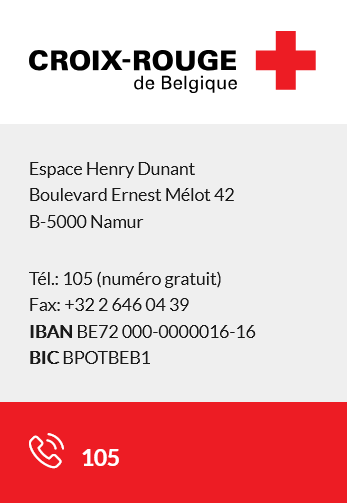 CROIX-ROUGE
de Belgique
Espace Henry Dunant
Boulevard Ernest Mélot 42
B-5000 Namur
Tél.: 105 (numéro gratuit)
Fax: +32 2 646 04 39
IBAN BE72 000-0000016-16
BIC BPOTBEB1
105